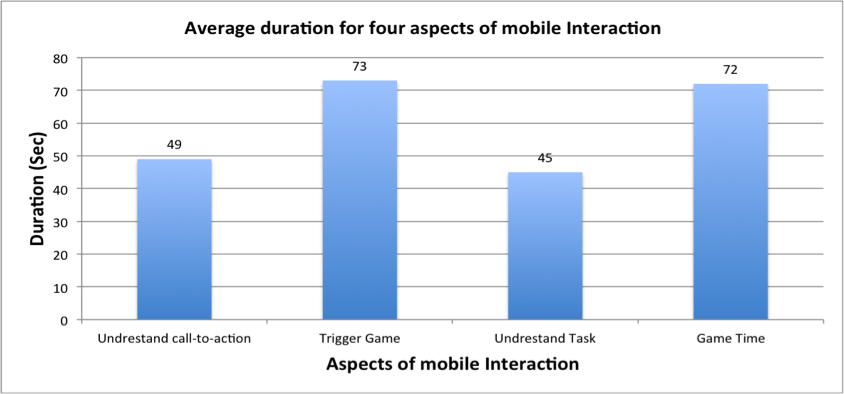 Average duration for four aspects of mobile Interaction
80
70
60
50
40
30
20
10
0
Duration (Sec)
49
73
45
72
Undrestand call-to-action
Trigger Game
Undrestand Task
Game Time
Aspects of mobile Interaction